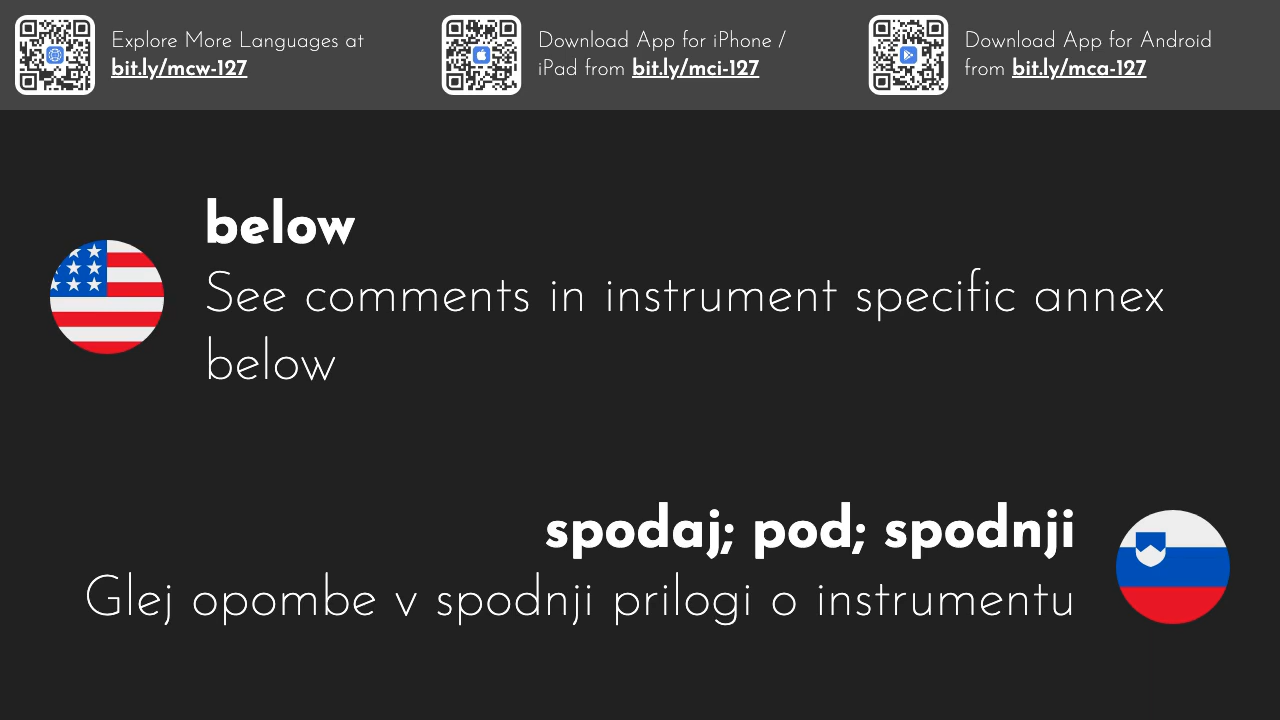 Explore More Languages at
bit.ly/mcw-127
Download App for iPhone /
iPad from bit.ly/mci-127
Download App for Android
from bit.ly/mca-127
below
See comments in instrument specific annex
below
spodaj; pod; spodnji
Glej opombe v spodnji prilogi o instrumentu